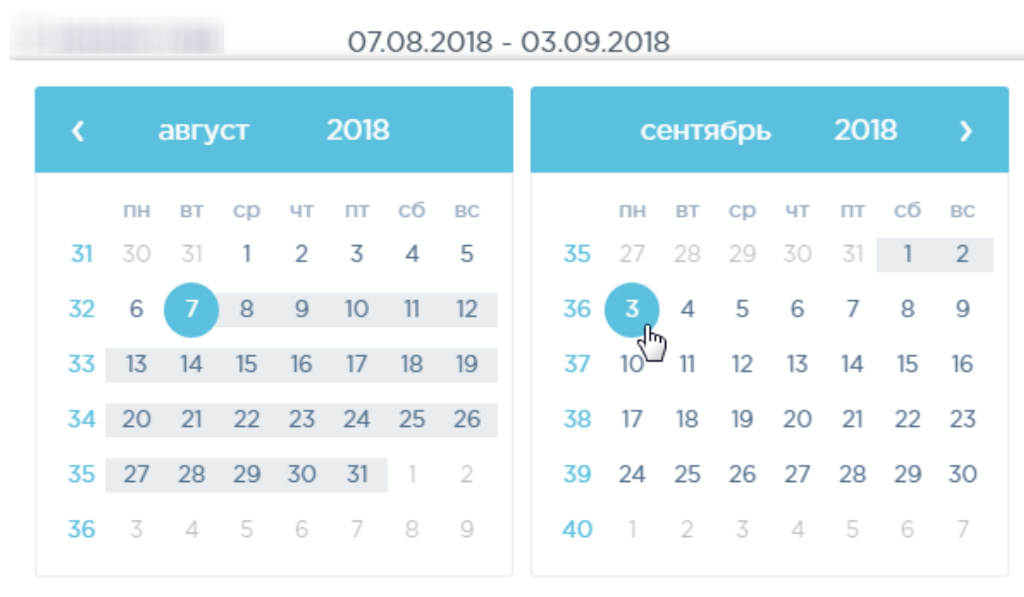 07.08.2018 - 03.09.2018
август 2018
пн вт ср чт пт сб вс
31 30 31 1 2 3 4 5
32 6 7 8 9 10 11 12
33 13 14 15 16 17 18 19
34 20 21 22 23 24 25 26
35 27 28 29 30 31 1 2
36 3 4 5 6 7 8 9
сентябрь 2018
пн вт ср чт пт сб вс
35 27 28 29 30 31 1 2
36 3 4 5 6 7 8 9
37 10 11 12 13 14 15 16
38 17 18 19 20 21 22 23
39 24 25 26 27 28 29 30
40 1 2 3 4 5 6 7